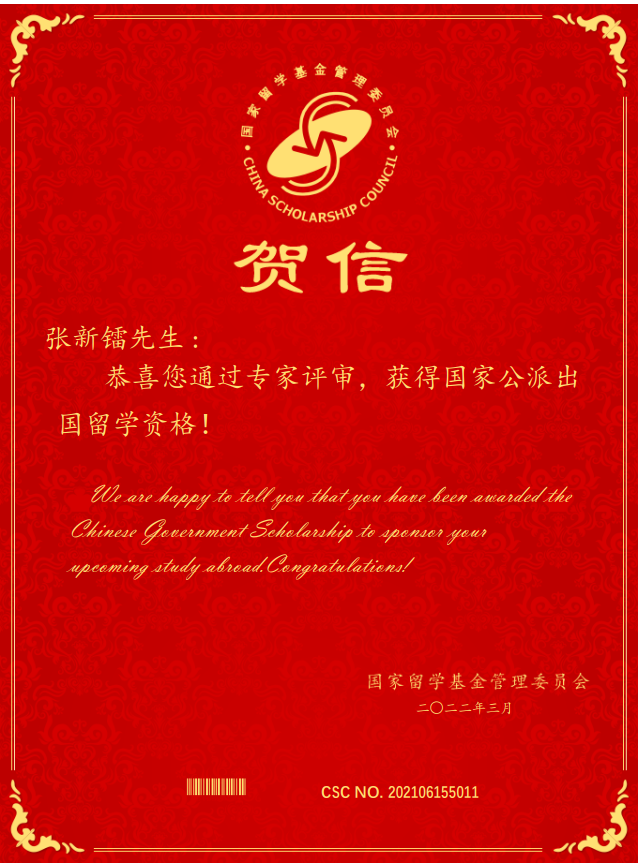 国家留学基金管理委员会
CHINA SCHOLARSHIP COUNCIL
贺信
张新镭先生：
恭喜您通过专家评审，获得国家公派出
国留学资格！
We are happy to tell you that you have been awarded the
Chinese Government Scholarship to sponsor your
upcoming study abroad.Congratulations!
国家留学基金管理委员会
二〇二二年三月
CSC NO. 202106155011